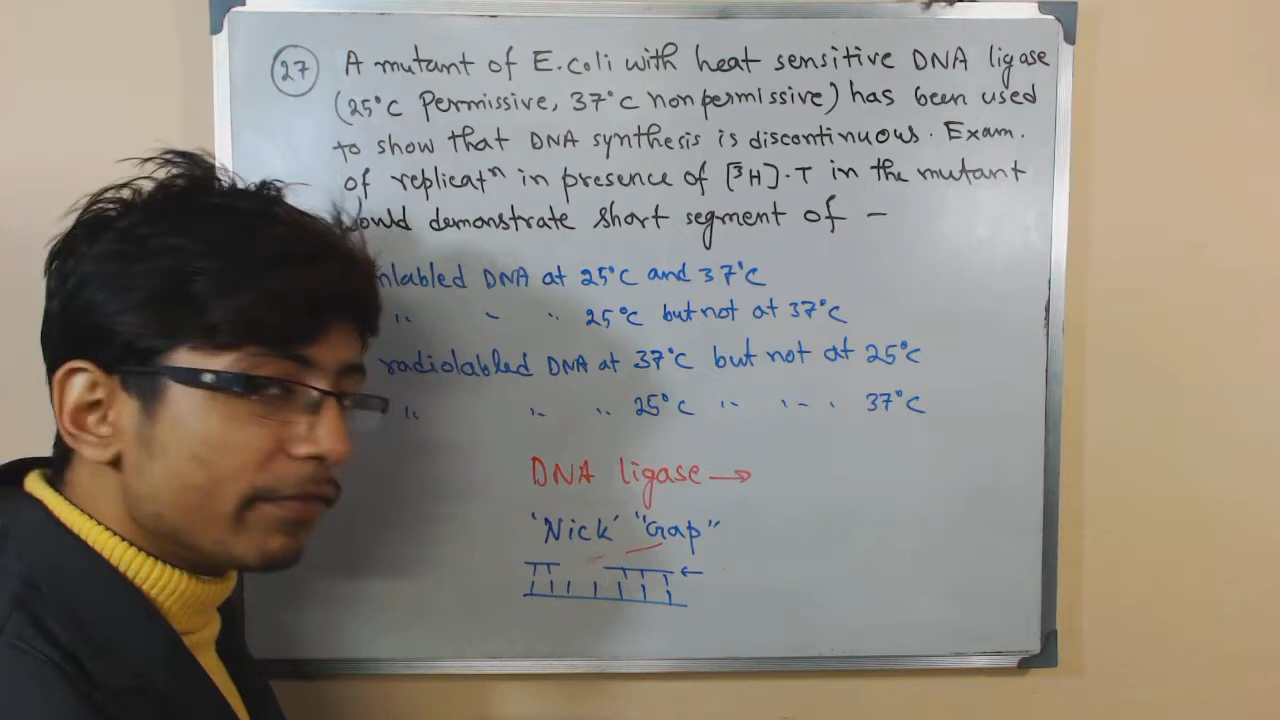 27 A mutant of E.coli with heat sensitive DNA ligase
(25°C Permissive, 37°C nonpermissive) has been used
to show that DNA synthesis is discontinuous. Exam.
of replicatⁿ in presence of [³H]-T in the mutant
would demonstrate short segment of -
nlabled DNA at 25°C and 37°C
" " " 25°C but not at 37°C
radiolabled DNA at 37°C but not at 25°C
" " " 25°C " " " 37°C
DNA ligase →
'Nick' "Gap"